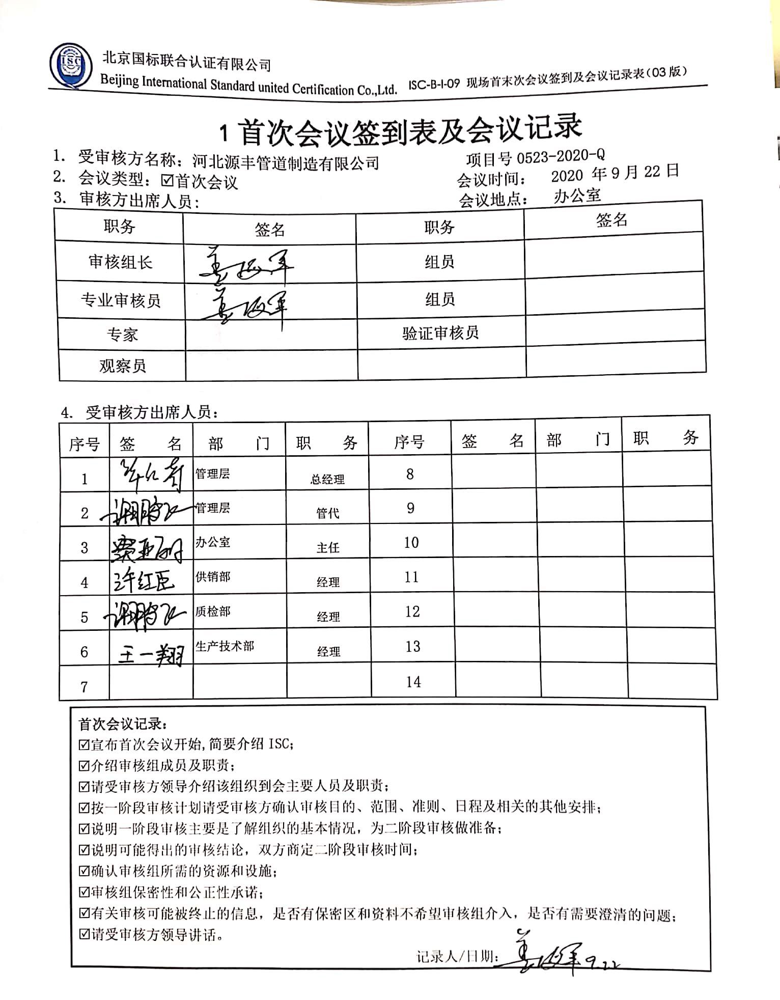 ISC
北京国标联合认证有限公司
Beijing International Standard united Certification Co.,Ltd. ISC-B-I-09 现场首末次会议签到及会议记录表(03 版)
1 首次会议签到表及会议记录
1. 受审核方名称：河北源丰管道制造有限公司 项目号 0523-2020-Q
2. 会议类型：☑首次会议 会议时间： 2020 年 9 月 22 日
3. 审核方出席人员： 会议地点： 办公室
职务 签名 职务 签名
审核组长 组员
专业审核员 组员
专家 验证审核员
观察员
4. 受审核方出席人员：
序号 签 名 部 门 职 务 序号 签 名 部 门 职 务
1 管理层 总经理 8
2 管理层 管代 9
3 办公室 主任 10
4 许红臣 供销部 经理 11
5 质检部 经理 12
6 王一翔 生产技术部 经理 13
7 14
首次会议记录：
☑宣布首次会议开始,简要介绍 ISC；
☑介绍审核组成员及职责；
☑请受审核方领导介绍该组织到会主要人员及职责；
☑按一阶段审核计划请受审核方确认审核目的、范围、准则、日程及相关的其他安排；
☑说明一阶段审核主要是了解组织的基本情况，为二阶段审核做准备；
☑说明可能得出的审核结论，双方商定二阶段审核时间；
☑确认审核组所需的资源和设施；
☑审核组保密性和公正性承诺；
☑有关审核可能被终止的信息，是否有保密区和资料不希望审核组介入，是否有需要澄清的问题；
☑请受审核方领导讲话。
记录人/日期： 9.22